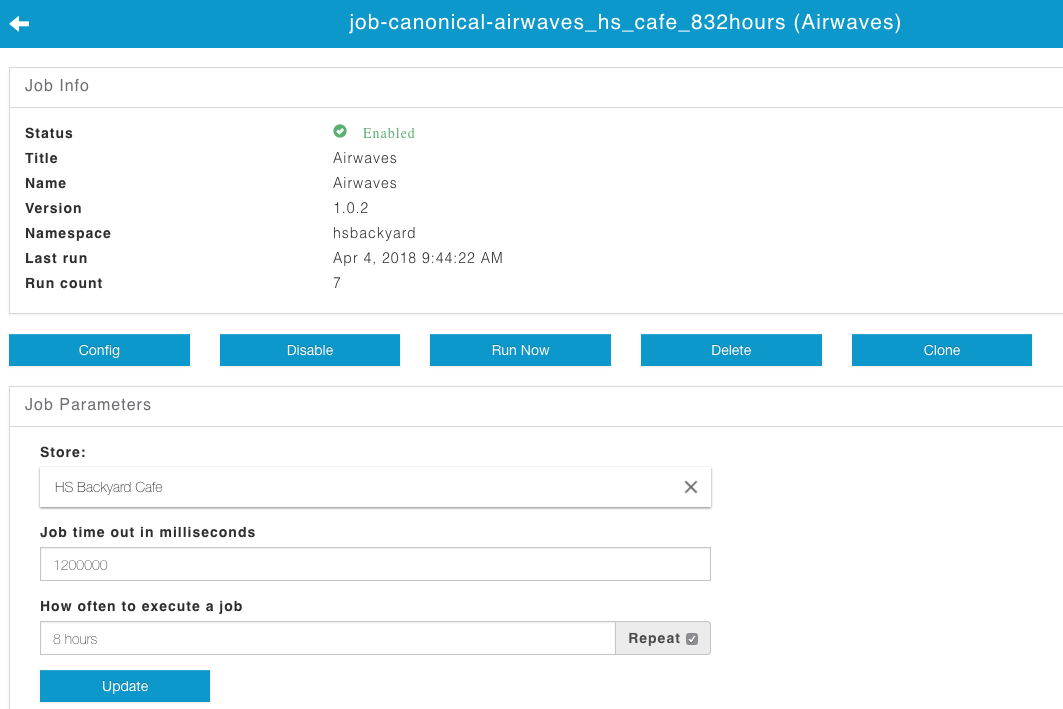 job-canonical-airwaves_hs_cafe_832hours (Airwaves)
Job Info
Status Enabled
Title Airwaves
Name Airwaves
Version 1.0.2
Namespace hsbackyard
Last run Apr 4, 2018 9:44:22 AM
Run count 7
Config Disable Run Now Delete Clone
Job Parameters
Store:
HS Backyard Cafe
Job time out in milliseconds
1200000
How often to execute a job
8 hours Repeat
Update